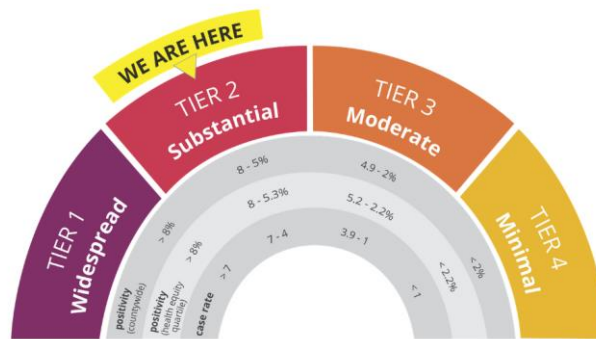 WE ARE HERE
TIER 1
Widespread
TIER 2
Substantial
TIER 3
Moderate
TIER 4
Minimal
positivity
(countywide)
> 8%
8 - 5%
4.9 - 2%
< 2%
positivity
(health equity
quartile)
> 8%
8 - 5.3%
5.2 - 2.2%
< 2.2%
case rate
> 7
7 - 4
3.9 - 1
< 1